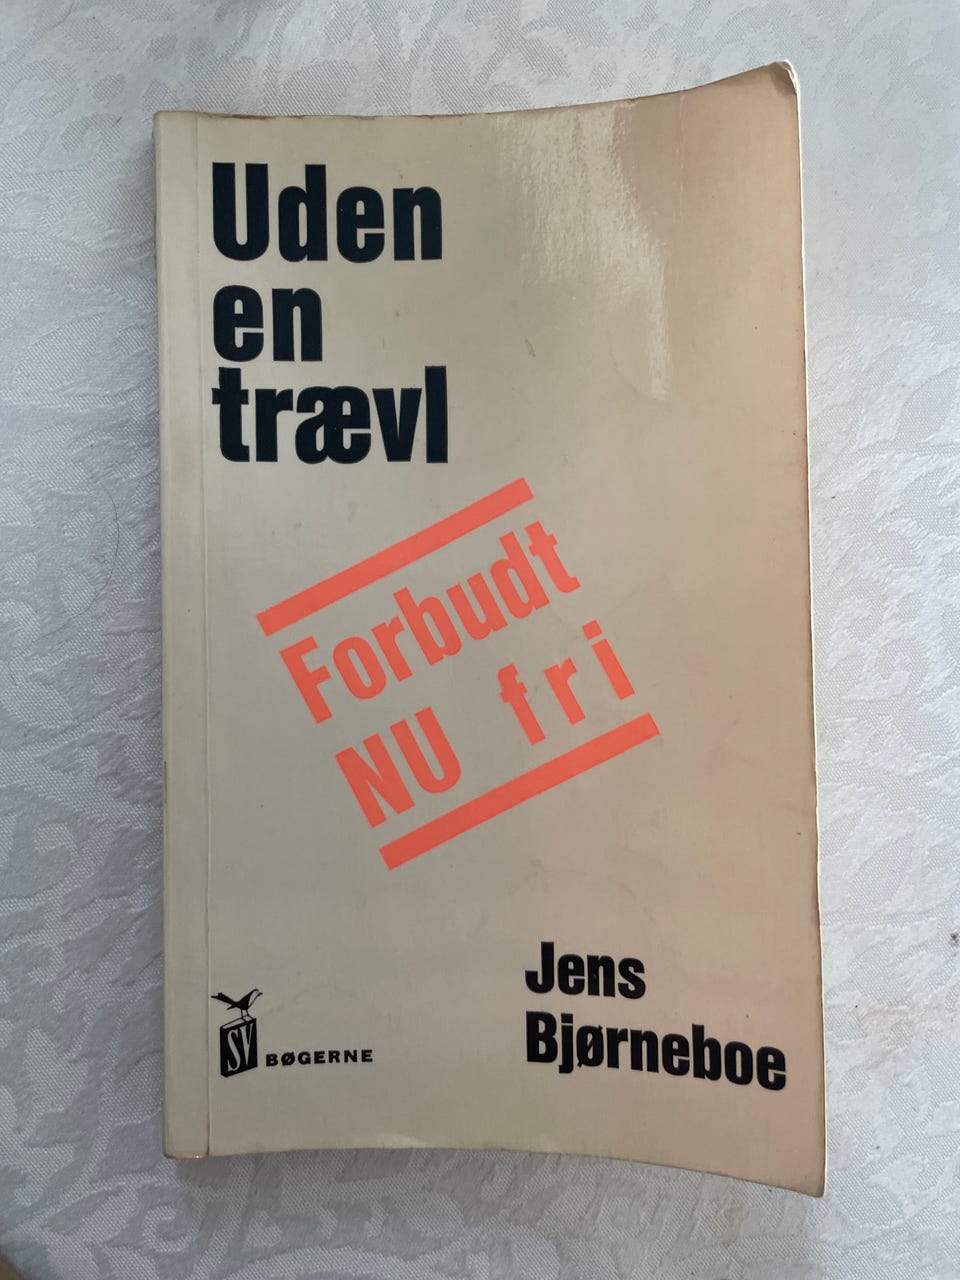 Uden
en
trævl
Forbudt
NU fri
Jens
Bjørneboe
SV BØGERNE